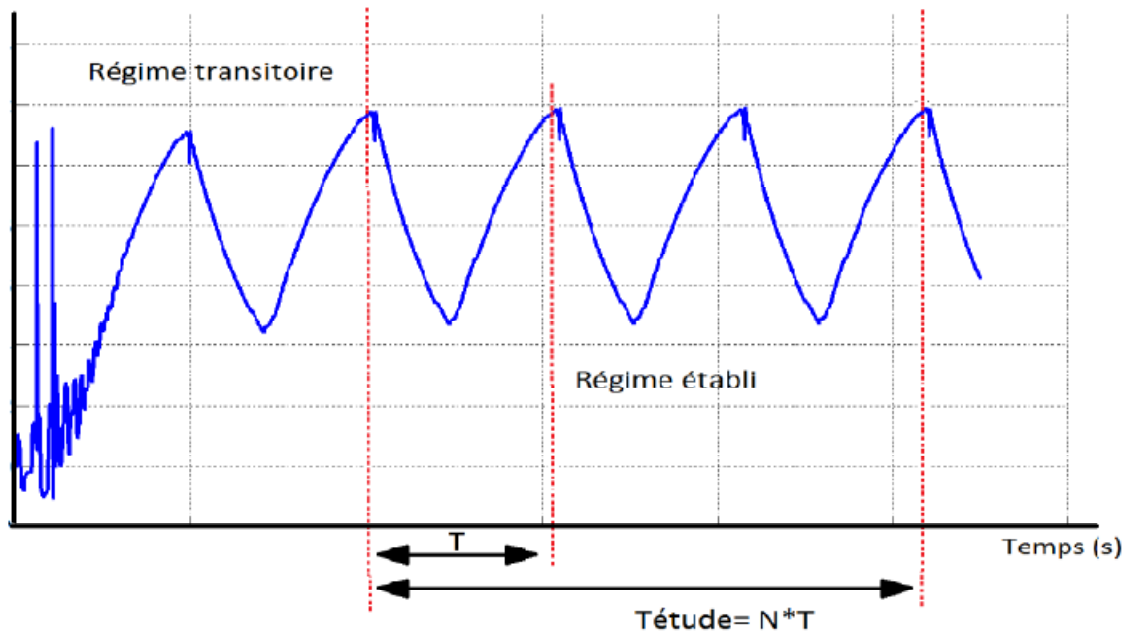 Régime transitoire
Régime établi
T
Temps (s)
Tétude= N*T